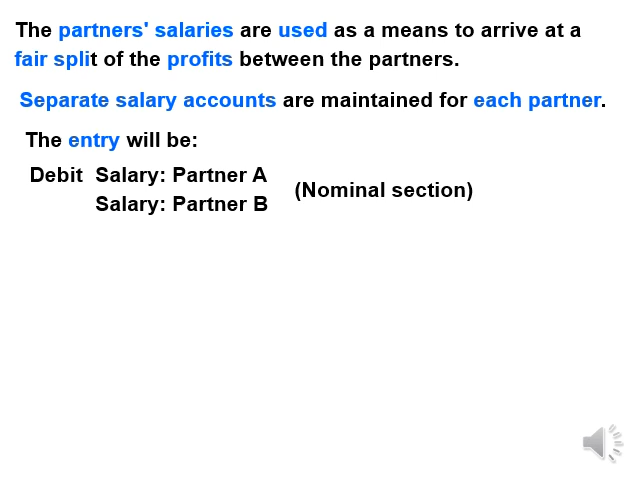 The partners' salaries are used as a means to arrive at a
fair split of the profits between the partners.
Separate salary accounts are maintained for each partner.
The entry will be:
Debit Salary: Partner A
(Nominal section)
Salary: Partner B